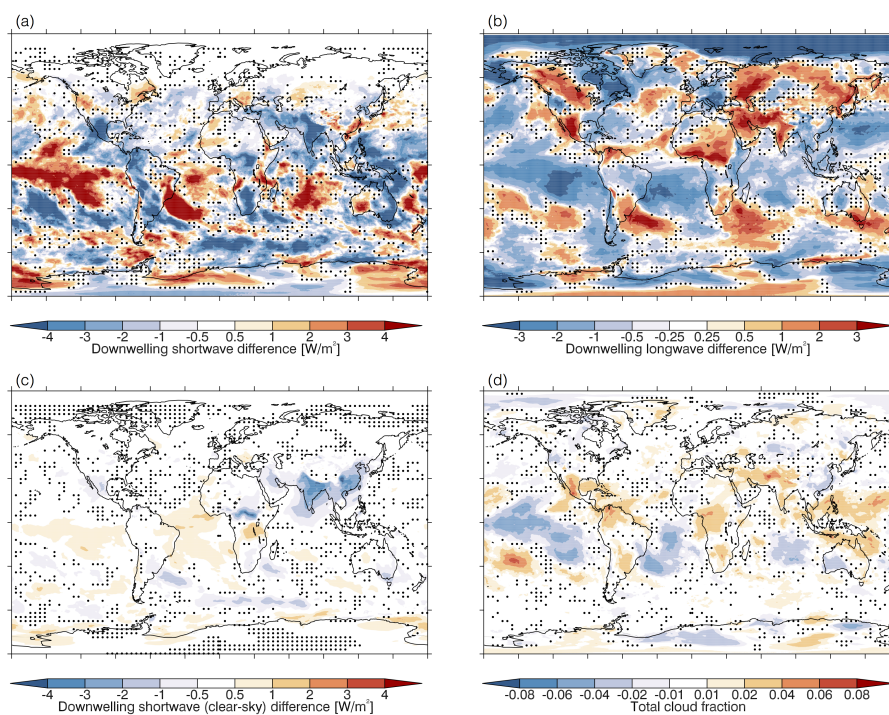 (a)
(b)
-4 -3 -2 -1 -0.5 0.5 1 2 3 4
Downwelling shortwave difference [W/m²]
-3 -2 -1 -0.5 -0.25 0.25 0.5 1 2 3
Downwelling longwave difference [W/m²]
(c)
(d)
-4 -3 -2 -1 -0.5 0.5 1 2 3 4
Downwelling shortwave (clear-sky) difference [W/m²]
-0.08 -0.06 -0.04 -0.02 -0.01 0.01 0.02 0.04 0.06 0.08
Total cloud fraction